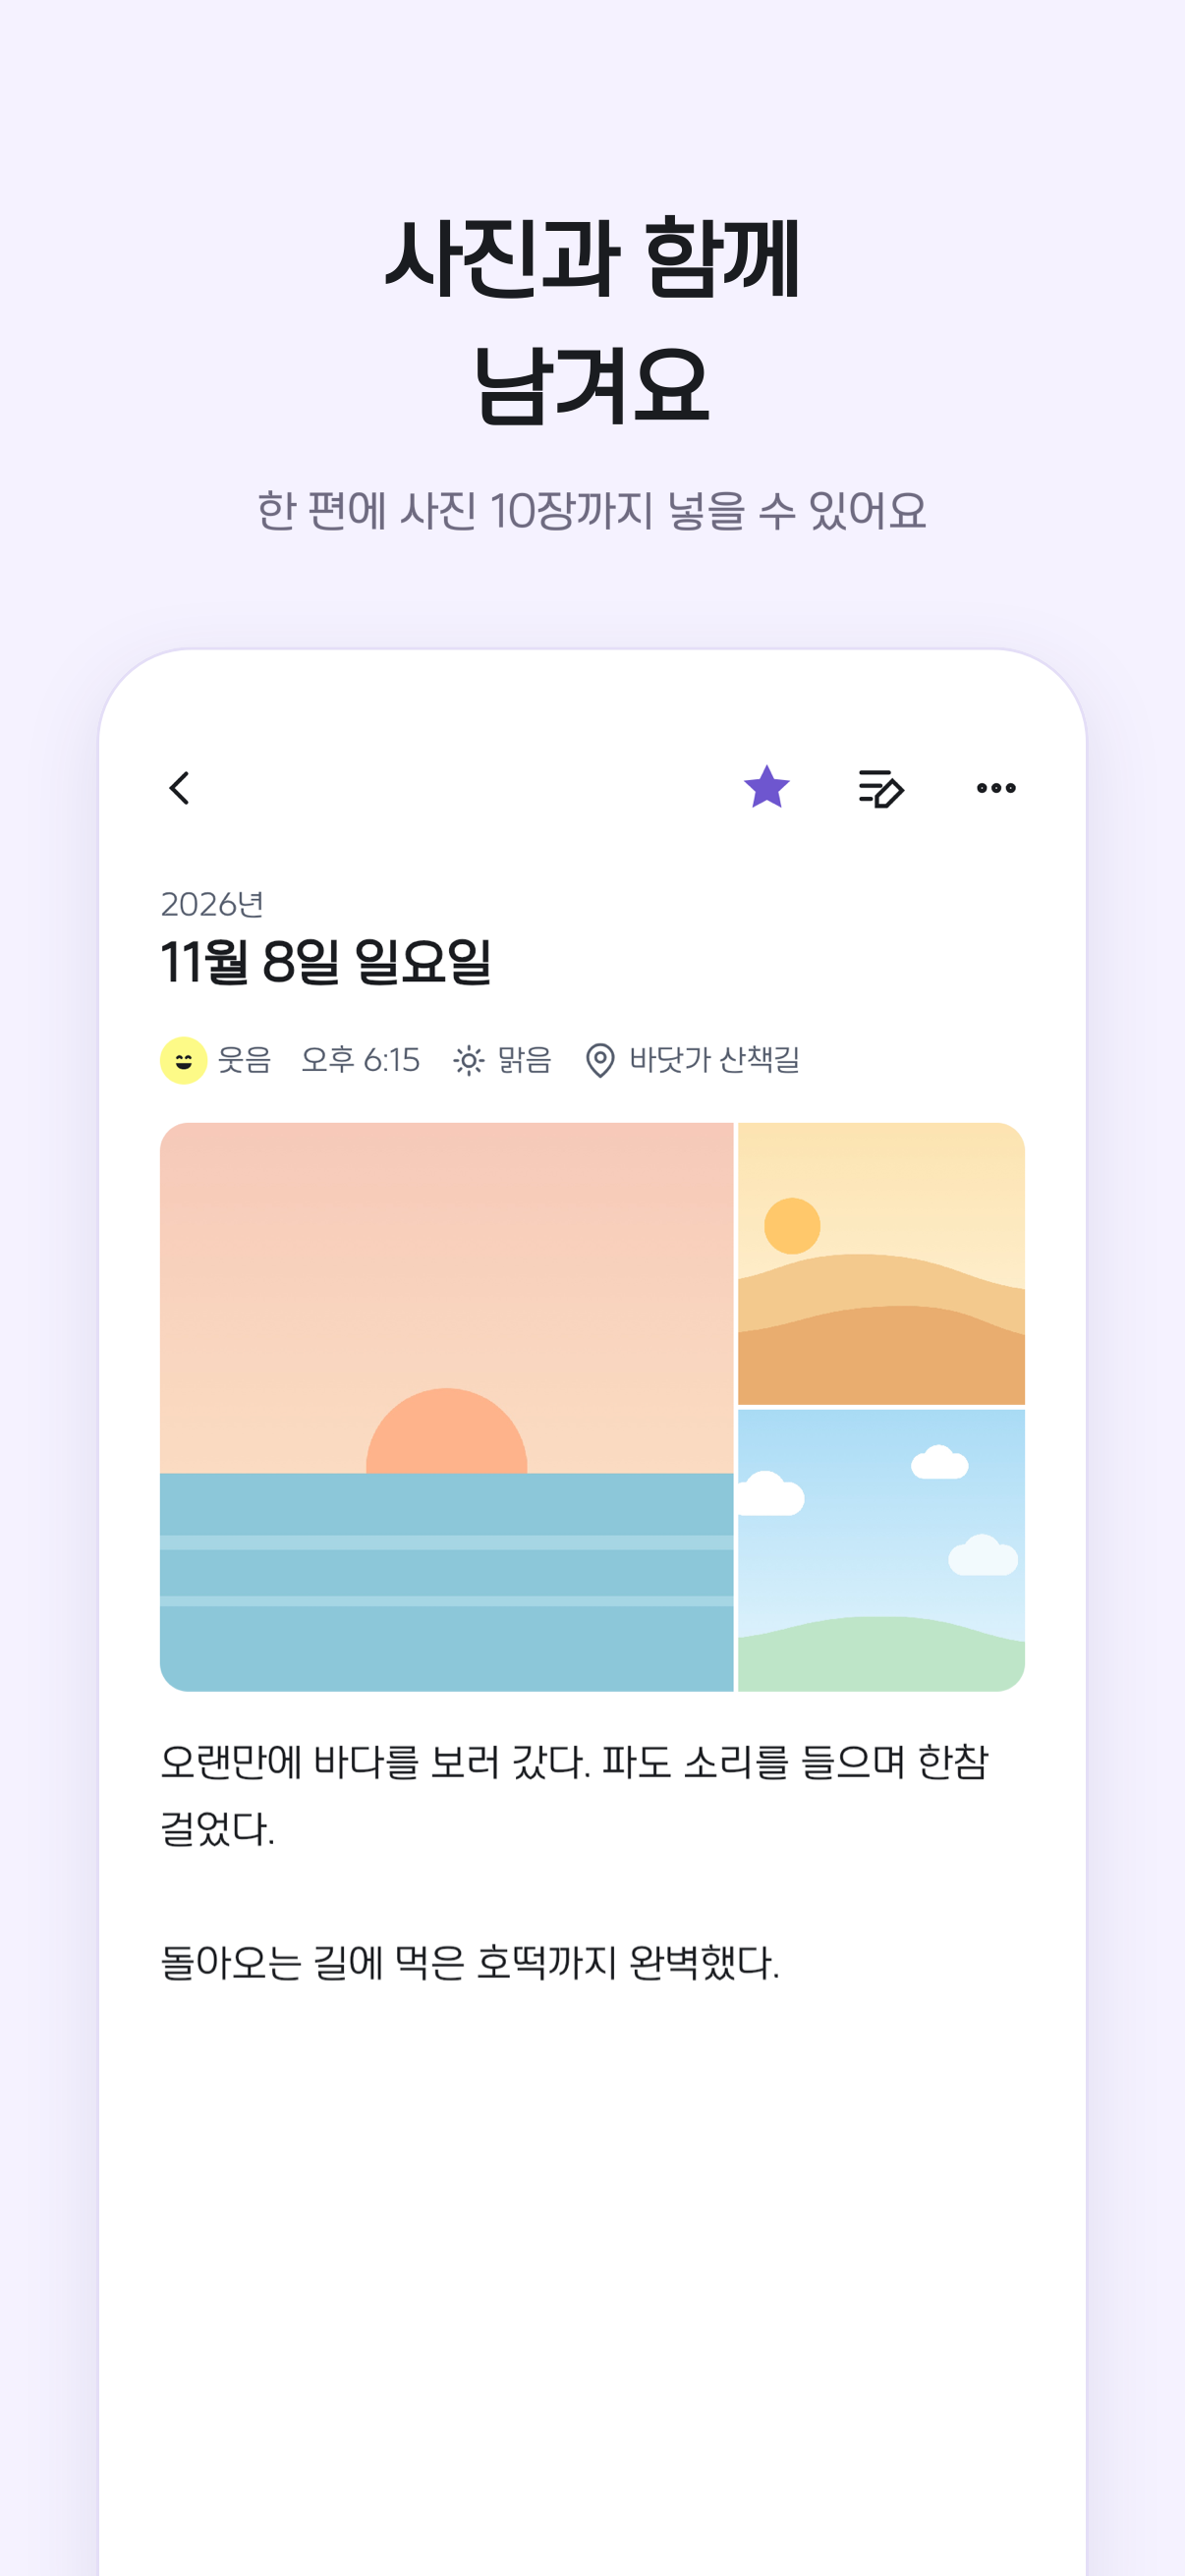 사진과 함께
남겨요
한 편에 사진 10장까지 넣을 수 있어요
2026년
11월 8일 일요일
웃음 오후 6:15 맑음 바닷가 산책길
오랜만에 바다를 보러 갔다. 파도 소리를 들으며 한참
걸었다.
돌아오는 길에 먹은 호떡까지 완벽했다.